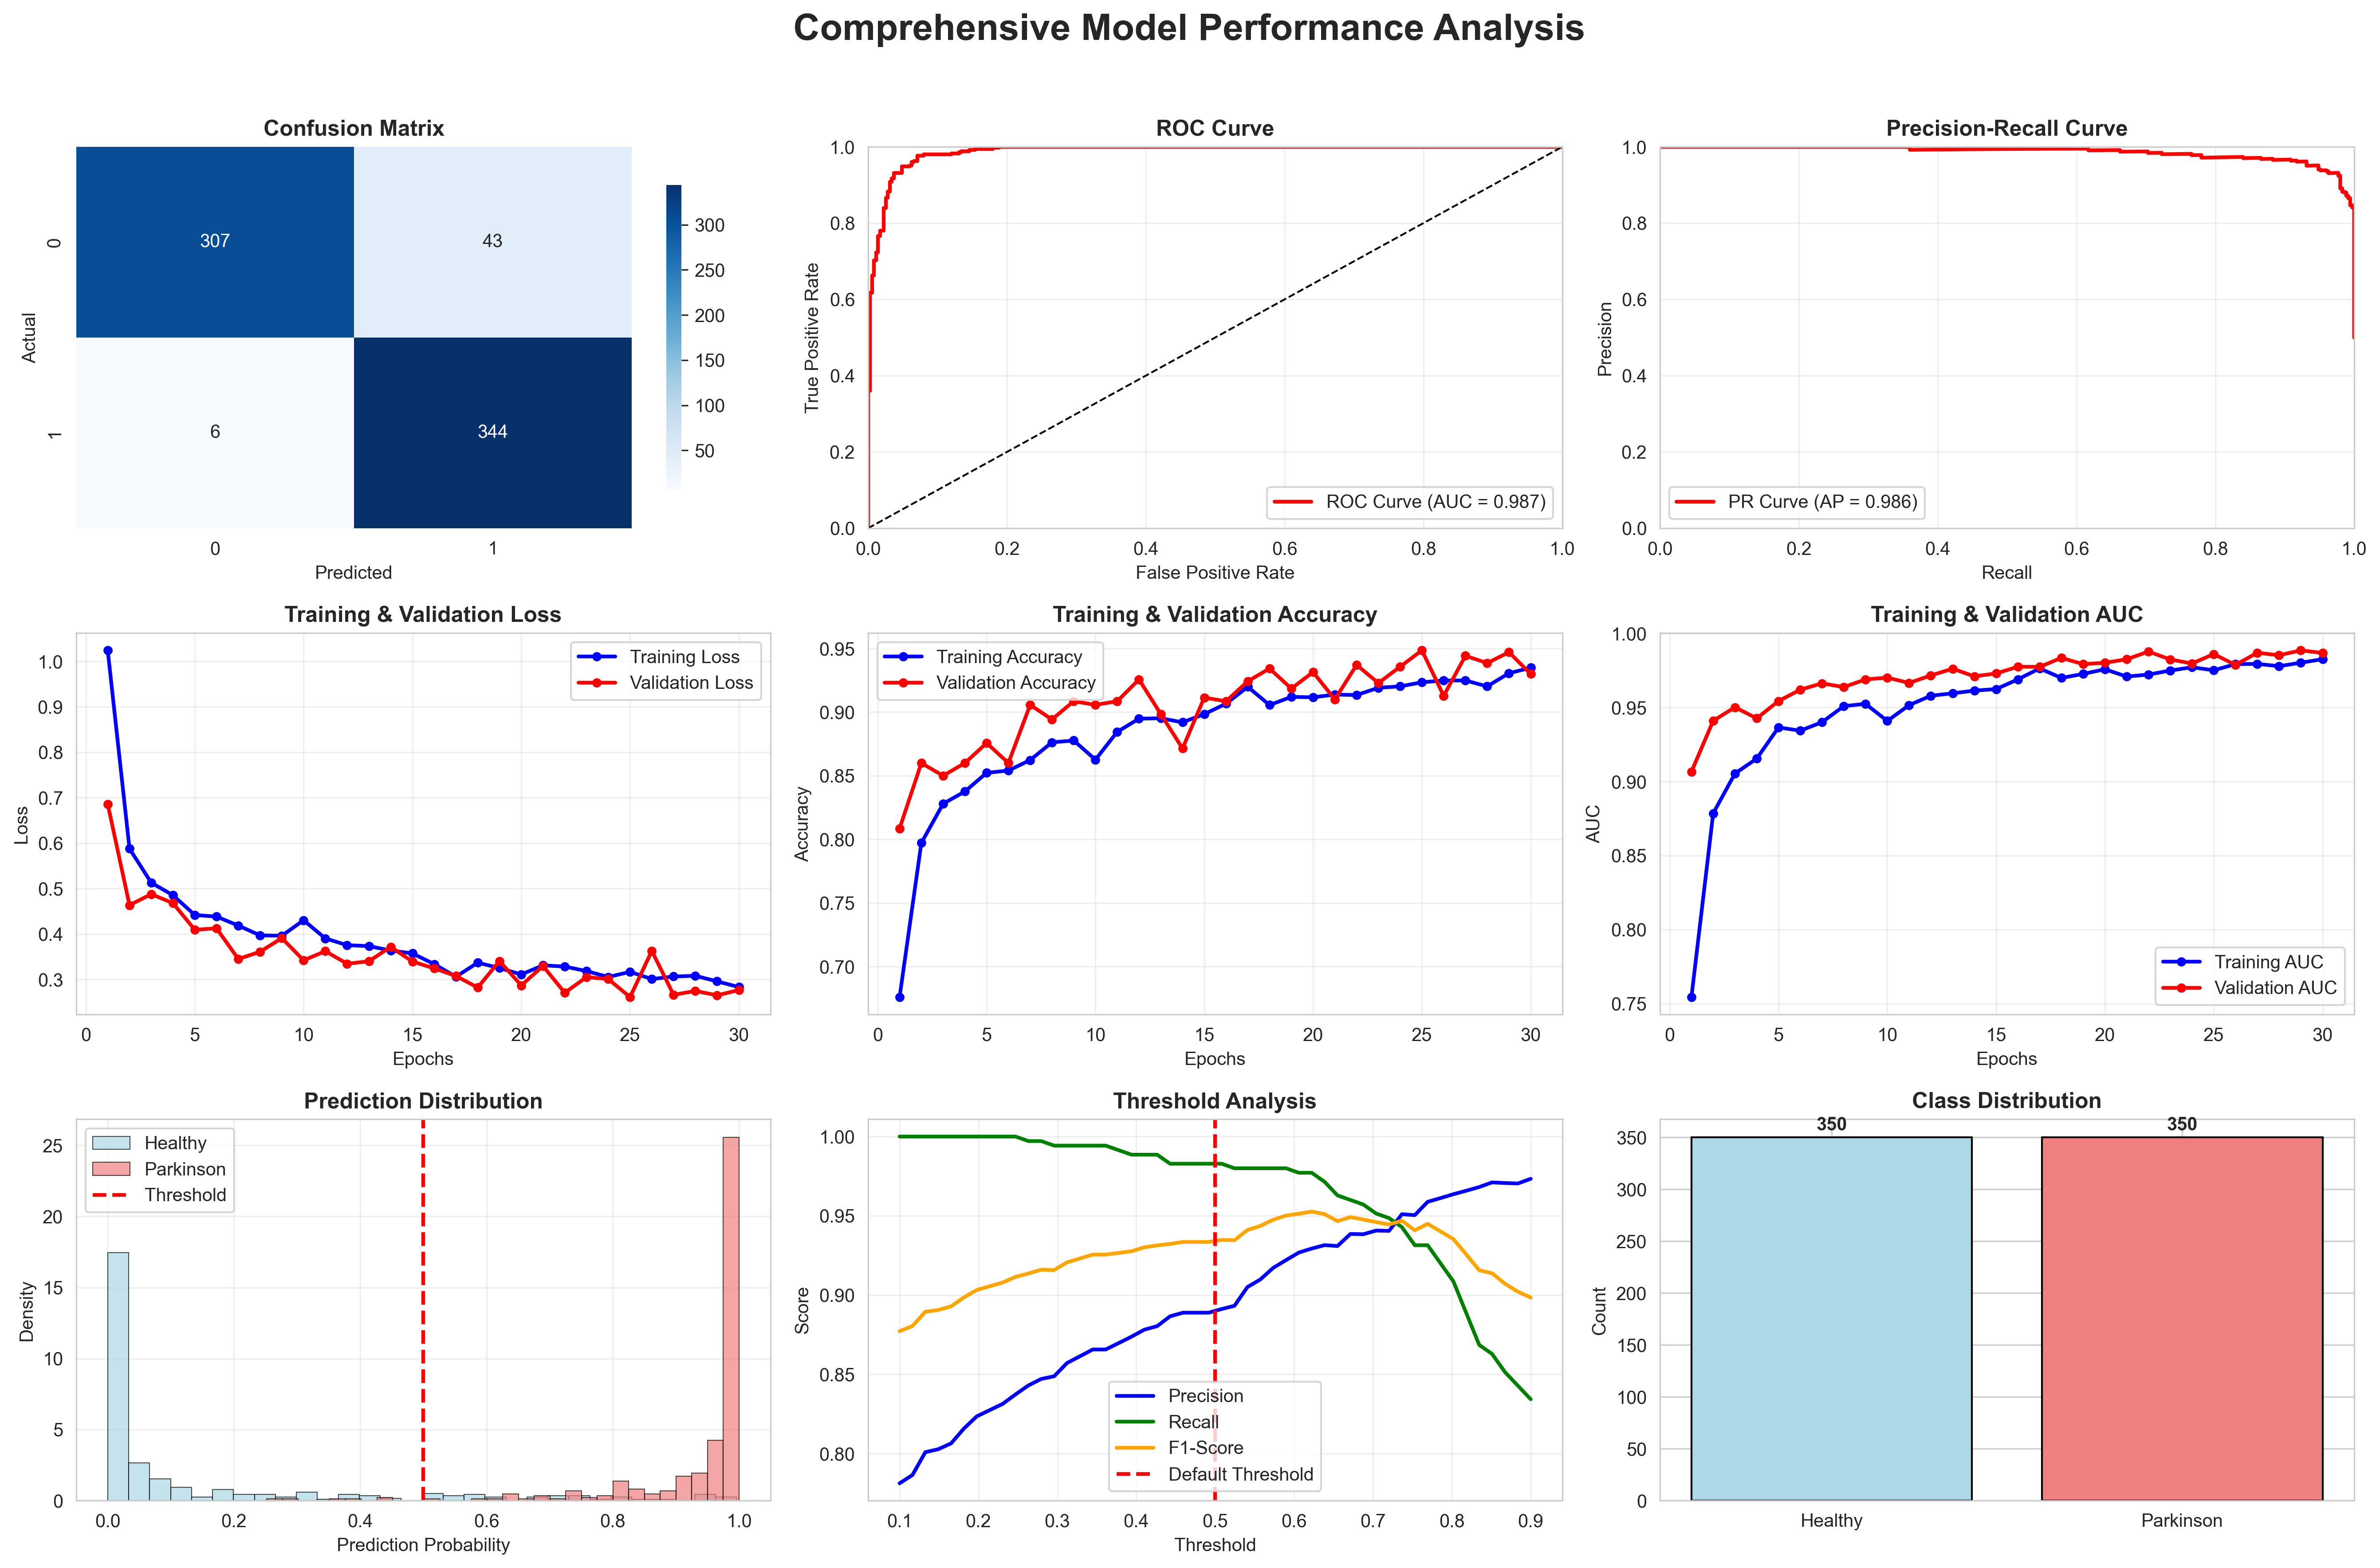 Comprehensive Model Performance Analysis
Confusion Matrix
0
1
Actual
307
43
6
344
0
1
Predicted
300
250
200
150
100
50
ROC Curve
True Positive Rate
1.0
0.8
0.6
0.4
0.2
0.0
0.0 0.2 0.4 0.6 0.8 1.0
False Positive Rate
ROC Curve (AUC = 0.987)
Precision-Recall Curve
Precision
1.0
0.8
0.6
0.4
0.2
0.0
0.0 0.2 0.4 0.6 0.8 1.0
Recall
PR Curve (AP = 0.986)
Training & Validation Loss
Loss
1.0
0.9
0.8
0.7
0.6
0.5
0.4
0.3
0 5 10 15 20 25 30
Epochs
Training Loss
Validation Loss
Training & Validation Accuracy
Accuracy
0.95
0.90
0.85
0.80
0.75
0.70
0 5 10 15 20 25 30
Epochs
Training Accuracy
Validation Accuracy
Training & Validation AUC
AUC
1.00
0.95
0.90
0.85
0.80
0.75
0 5 10 15 20 25 30
Epochs
Training AUC
Validation AUC
Prediction Distribution
Density
25
20
15
10
5
0
0.0 0.2 0.4 0.6 0.8 1.0
Prediction Probability
Healthy
Parkinson
Threshold
Threshold Analysis
Score
1.00
0.95
0.90
0.85
0.80
0.1 0.2 0.3 0.4 0.5 0.6 0.7 0.8 0.9
Threshold
Precision
Recall
F1-Score
Default Threshold
Class Distribution
Count
350
300
250
200
150
100
50
0
350
350
Healthy
Parkinson